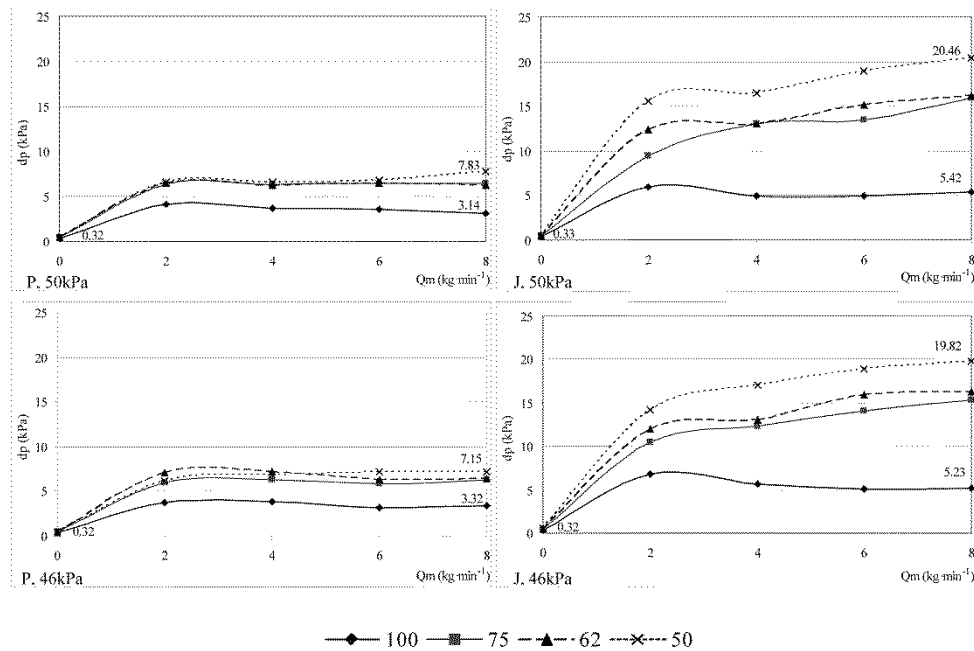 25
20
15
10
5
0
dp (kPa)
7.83
3.14
0.32
0 2 4 6 8
P, 50kPa
Qm (kg·min⁻¹)
25
20
15
10
5
0
dp (kPa)
20.46
5.42
0.33
0 2 4 6 8
J, 50kPa
Qm (kg·min⁻¹)
25
20
15
10
5
0
dp (kPa)
7.15
3.32
0.32
0 2 4 6 8
P, 46kPa
Qm (kg·min⁻¹)
25
20
15
10
5
0
dp (kPa)
19.82
5.23
0.32
0 2 4 6 8
J, 46kPa
Qm (kg·min⁻¹)
100 75 62 50